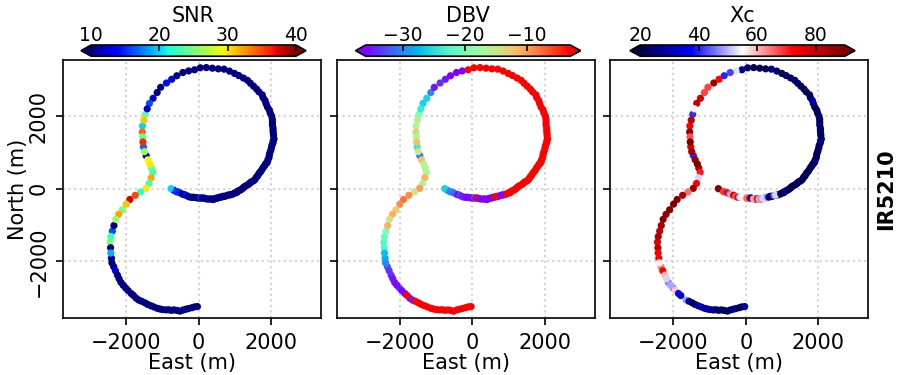 SNR DBV Xc
10 20 30 40 −30 −20 −10 20 40 60 80
2000
0
−2000
North (m)
IR5210
−2000 0 2000 −2000 0 2000 −2000 0 2000
East (m) East (m) East (m)